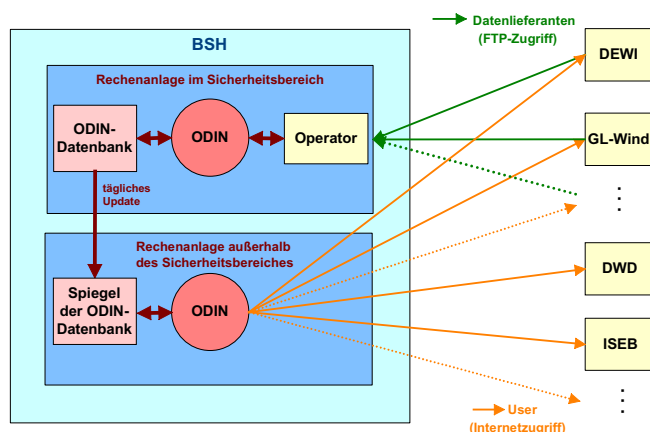 BSH
Rechenanlage im Sicherheitsbereich
ODIN-
Datenbank
ODIN
Operator
tägliches
Update
Rechenanlage außerhalb
des Sicherheitsbereiches
Spiegel
der ODIN-
Datenbank
ODIN
Datenlieferanten
(FTP-Zugriff)
DEWI
GL-Wind
⋮
DWD
ISEB
⋮
User
(Internetzugriff)